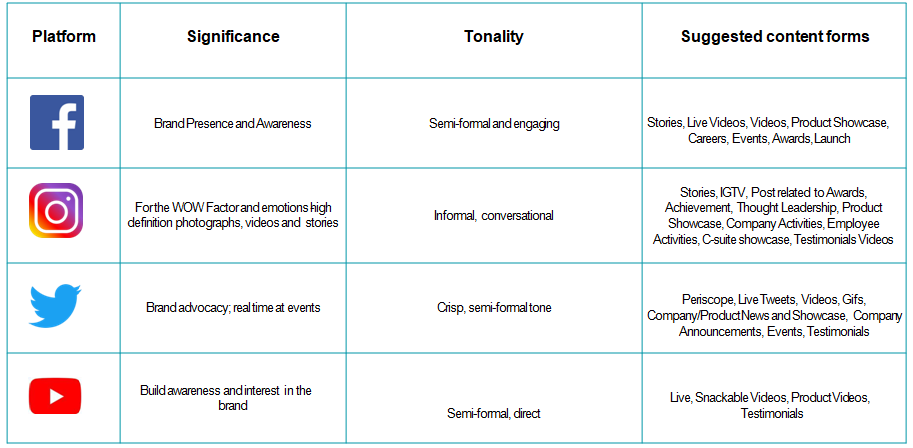 Platform
Significance
Tonality
Suggested content forms
Brand Presence and Awareness
Semi-formal and engaging
Stories, Live Videos, Videos, Product Showcase,
Careers, Events, Awards, Launch
For the WOW Factor and emotions high
definition photographs, videos and stories
Informal, conversational
Stories, IGTV, Post related to Awards,
Achievement, Thought Leadership, Product
Showcase, Company Activities, Employee
Activities, C-suite showcase, Testimonials Videos
Brand advocacy; real time at events
Crisp, semi-formal tone
Periscope, Live Tweets, Videos, Gifs,
Company/Product News and Showcase, Company
Announcements, Events, Testimonials
Build awareness and interest in the
brand
Semi-formal, direct
Live, Snackable Videos, Product Videos,
Testimonials